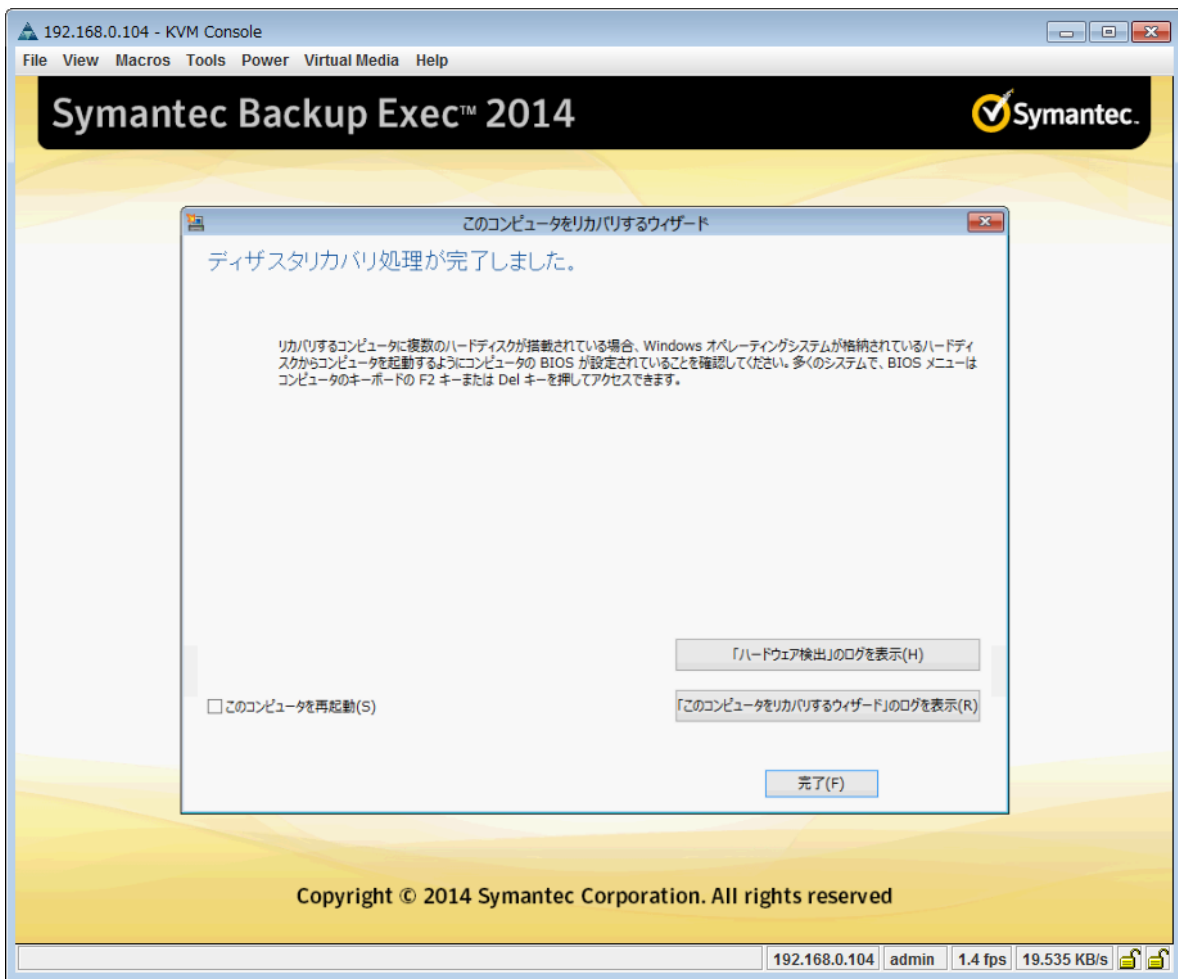 192.168.0.104 - KVM Console
File View Macros Tools Power Virtual Media Help
Symantec Backup Exec™ 2014
Symantec.
このコンピュータをリカバリするウィザード
ディザスタリカバリ処理が完了しました。
リカバリするコンピュータに複数のハードディスクが搭載されている場合、Windows オペレーティングシステムが格納されているハードディ
スクからコンピュータを起動するようにコンピュータの BIOS が設定されていることを確認してください。多くのシステムで、BIOS メニューは
コンピュータのキーボードの F2 キーまたは Del キーを押してアクセスできます。
「ハードウェア検出」のログを表示(H)
このコンピュータを再起動(S)
「このコンピュータをリカバリするウィザード」のログを表示(R)
完了(F)
Copyright © 2014 Symantec Corporation. All rights reserved
192.168.0.104 admin 1.4 fps 19.535 KB/s